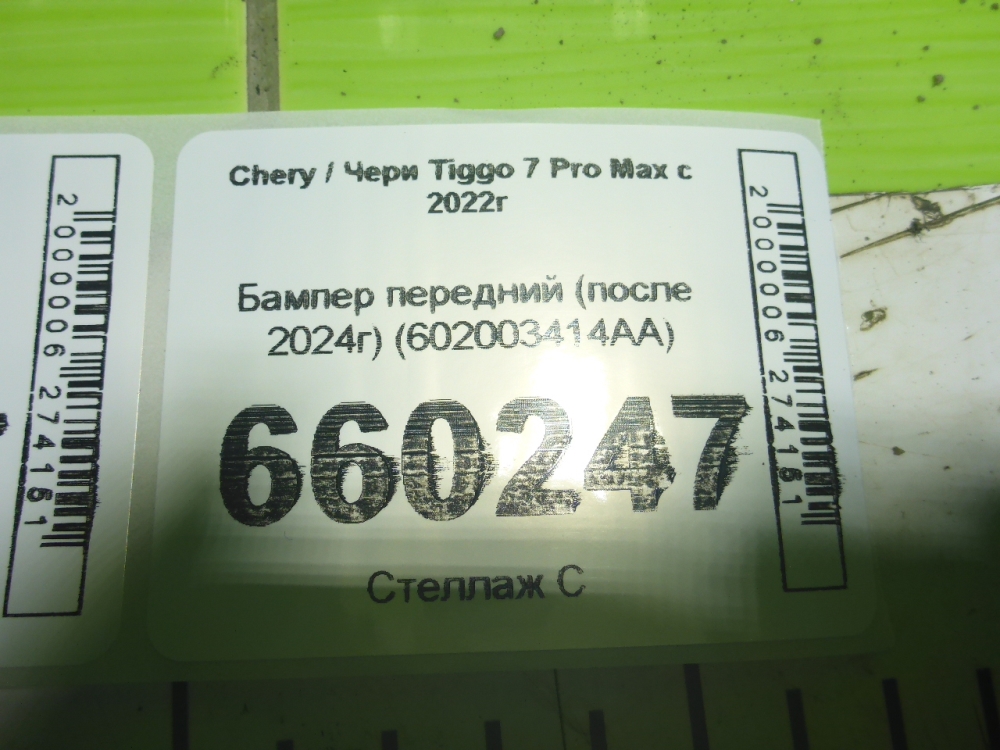 Chery / Чери Tiggo 7 Pro Max с
2022г
Бампер передний (после
2024г) (602003414AA)
660247
Стеллаж С
2000006274161
2000006274161